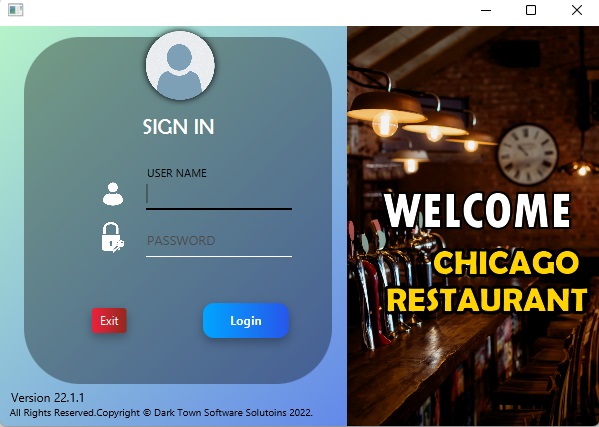 SIGN IN
USER NAME
PASSWORD
Exit
Login
Version 22.1.1
All Rights Reserved.Copyright © Dark Town Software Solutoins 2022.
WELCOME
CHICAGO
RESTAURANT